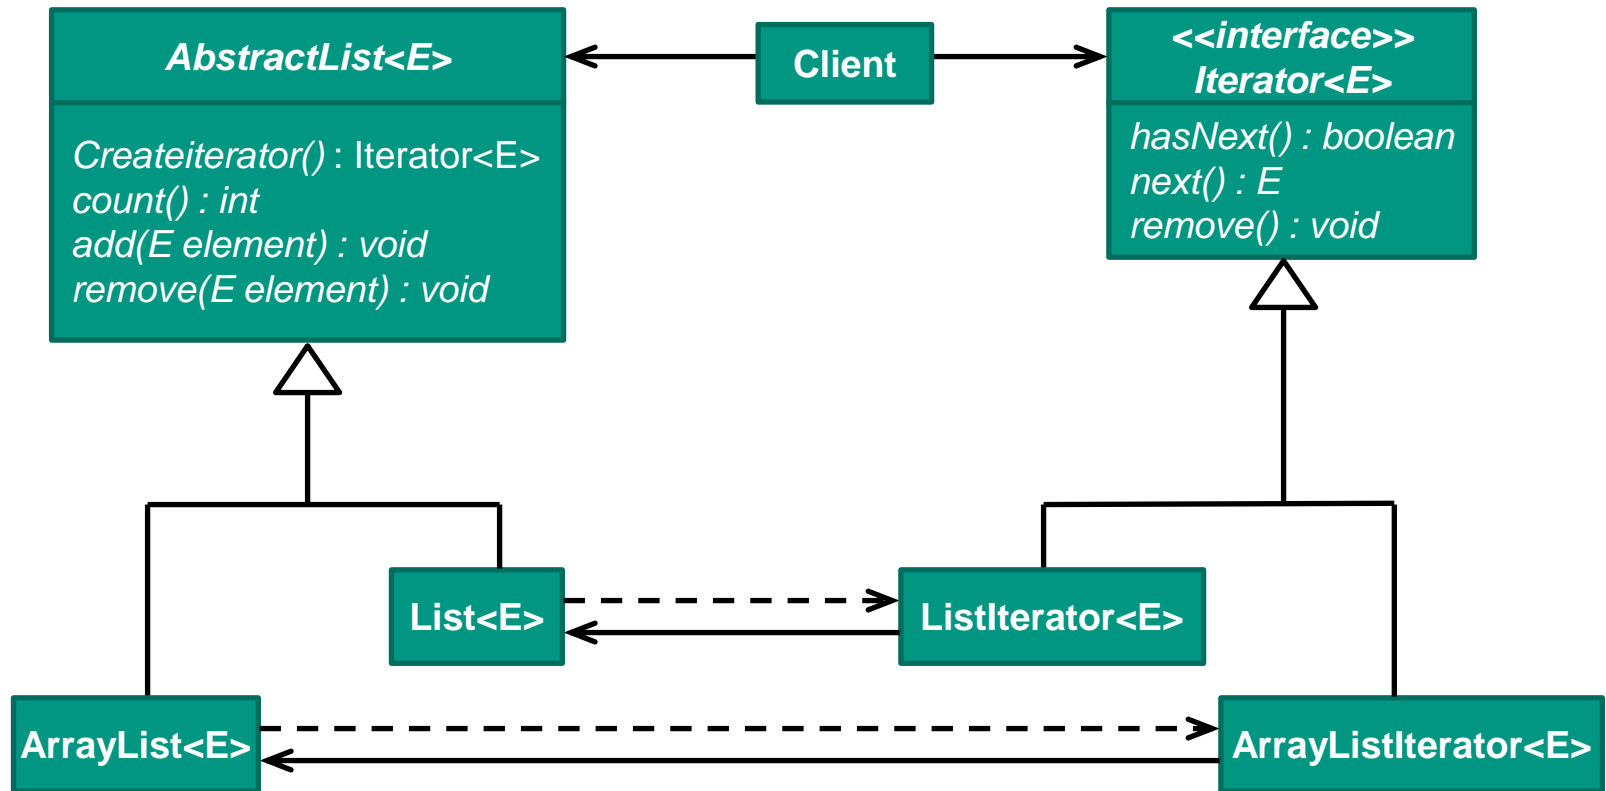 AbstractList<E>
Createiterator() : Iterator<E>
count() : int
add(E element) : void
remove(E element) : void
Client
<<interface>>
Iterator<E>
hasNext() : boolean
next() : E
remove() : void
List<E>
ListIterator<E>
ArrayList<E>
ArrayListIterator<E>